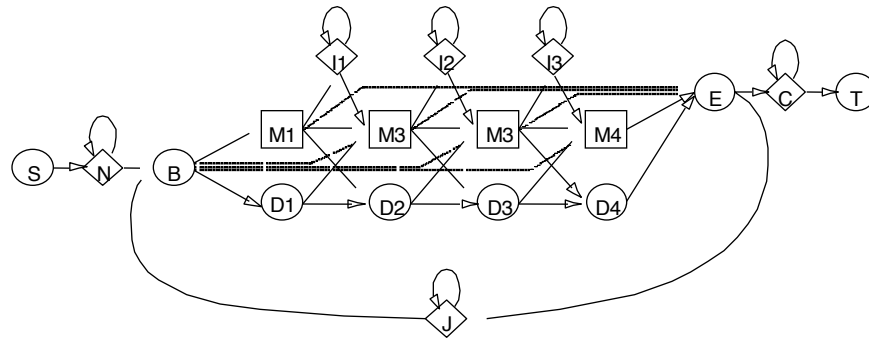 I1 I2 I3
E C T
M1 M3 M3 M4
S N B
D1 D2 D3 D4
J